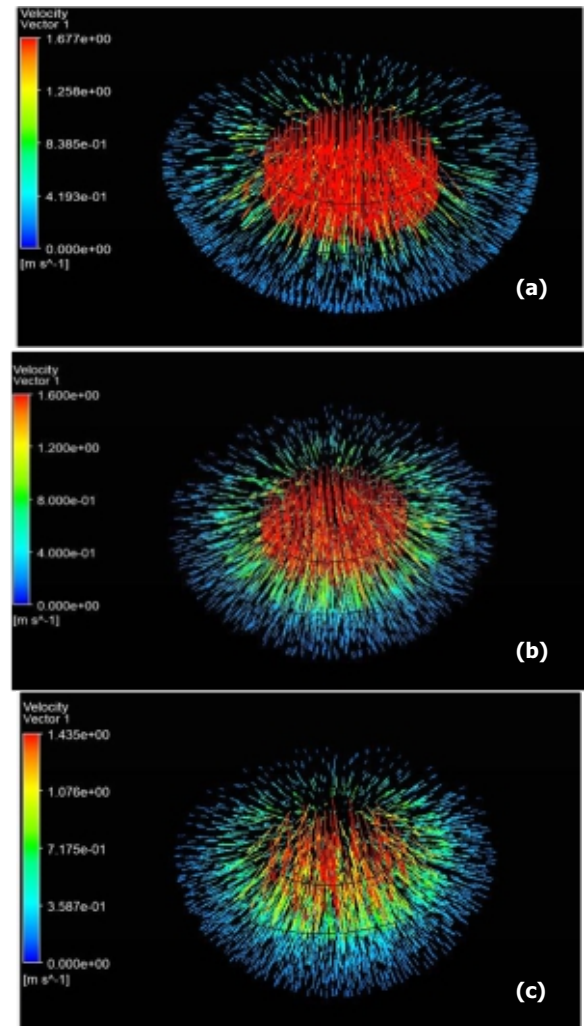 Velocity
Vector 1
1.677e+00
1.258e+00
8.385e-01
4.193e-01
0.000e+00
[m s^-1]
(a)
Velocity
Vector 1
1.600e+00
1.200e+00
8.000e-01
4.000e-01
0.000e+00
[m s^-1]
(b)
Velocity
Vector 1
1.435e+00
1.076e+00
7.175e-01
3.587e-01
0.000e+00
[m s^-1]
(c)